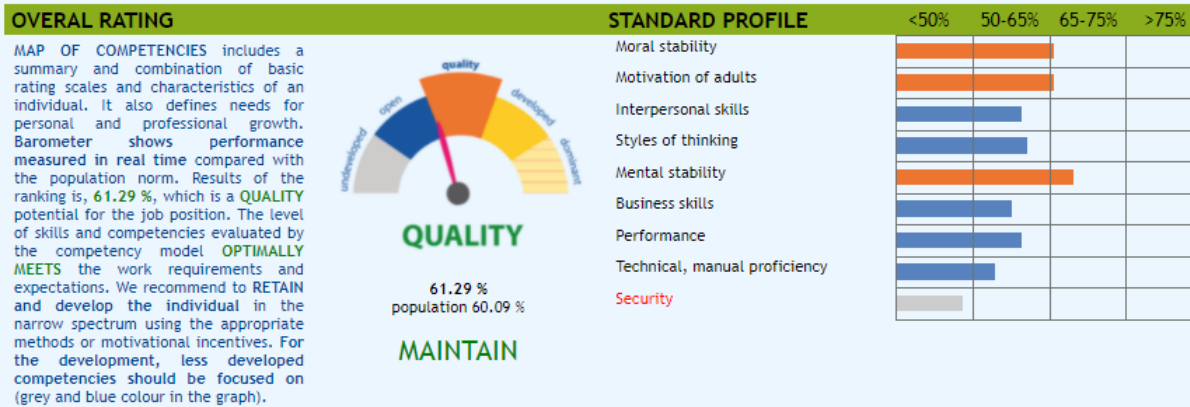 OVERAL RATING
MAP OF COMPETENCIES includes a
summary and combination of basic
rating scales and characteristics of an
individual. It also defines needs for
personal and professional growth.
Barometer shows performance
measured in real time compared with
the population norm. Results of the
ranking is, 61.29 %, which is a QUALITY
potential for the job position. The level
of skills and competencies evaluated by
the competency model OPTIMALLY
MEETS the work requirements and
expectations. We recommend to RETAIN
and develop the individual in the
narrow spectrum using the appropriate
methods or motivational incentives. For
the development, less developed
competencies should be focused on
(grey and blue colour in the graph).
undeveloped
open
quality
developed
dominant
QUALITY
61.29 %
population 60.09 %
MAINTAIN
STANDARD PROFILE <50% 50-65% 65-75% >75%
Moral stability
Motivation of adults
Interpersonal skills
Styles of thinking
Mental stability
Business skills
Performance
Technical, manual proficiency
Security